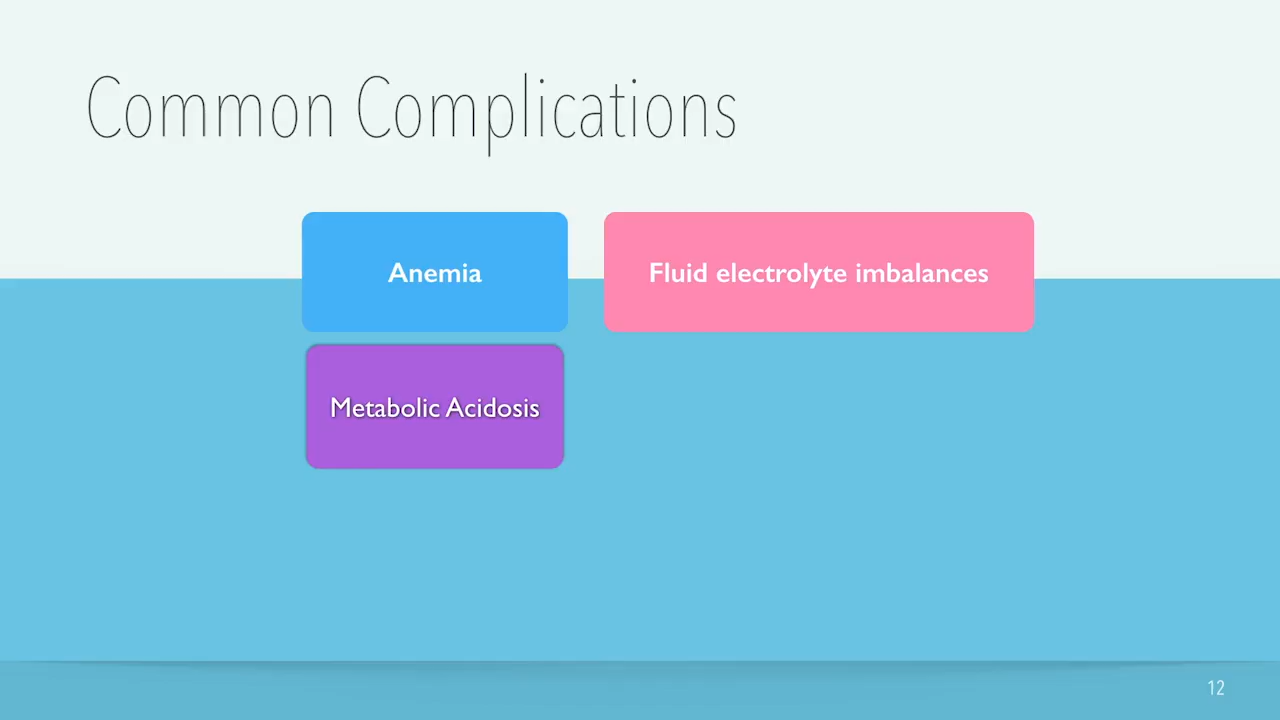 Common Complications
Anemia
Fluid electrolyte imbalances
Metabolic Acidosis
12